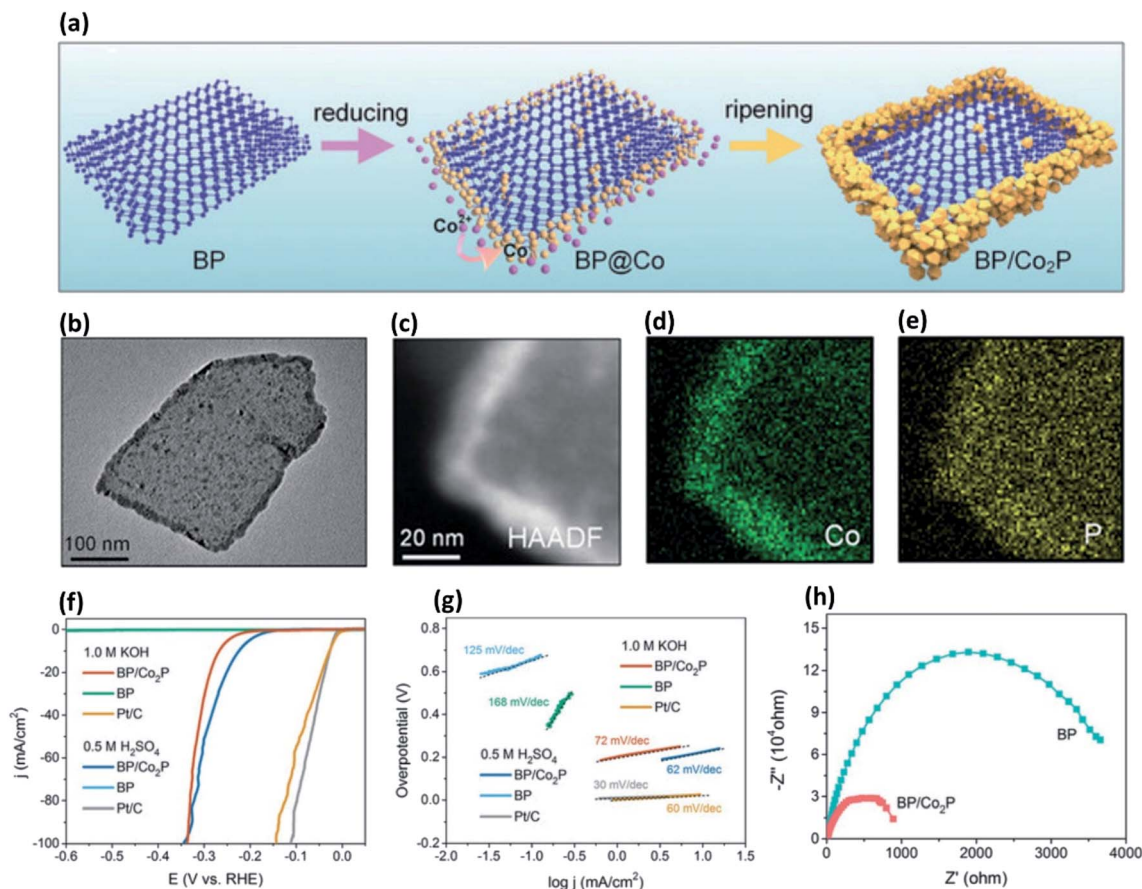 (a)
reducing
ripening
Co²⁺
Co
BP
BP@Co
BP/Co₂P
(b)
(c)
(d)
(e)
100 nm
20 nm
HAADF
Co
P
(f)
0
-20
-40
-60
-80
-100
j (mA/cm²)
1.0 M KOH
BP/Co₂P
BP
Pt/C
0.5 M H₂SO₄
BP/Co₂P
BP
Pt/C
-0.6
-0.5
-0.4
-0.3
-0.2
-0.1
0.0
E (V vs. RHE)
(g)
0.8
0.6
0.4
0.2
0.0
-0.2
Overpotential (V)
125 mV/dec
168 mV/dec
1.0 M KOH
BP/Co₂P
BP
Pt/C
0.5 M H₂SO₄
BP/Co₂P
BP
Pt/C
72 mV/dec
62 mV/dec
30 mV/dec
60 mV/dec
-2.0
-1.5
-1.0
-0.5
0.0
0.5
1.0
1.5
log j (mA/cm²)
(h)
-15
-12
-9
-6
-3
0
-Z'' (10⁴ohm)
BP
BP/Co₂P
0
1000
2000
3000
4000
Z' (ohm)